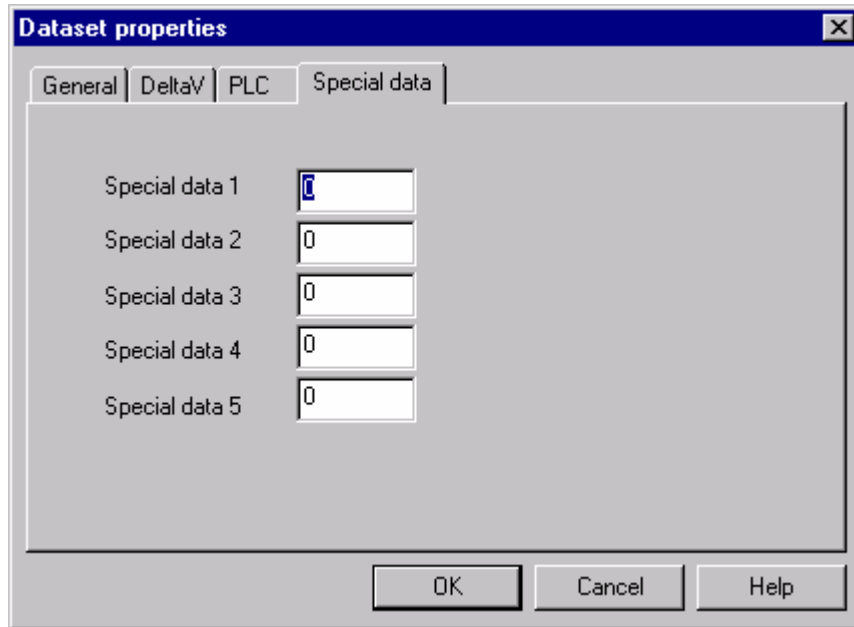 Dataset properties
General DeltaV PLC Special data
Special data 1 0
Special data 2 0
Special data 3 0
Special data 4 0
Special data 5 0
OK Cancel Help